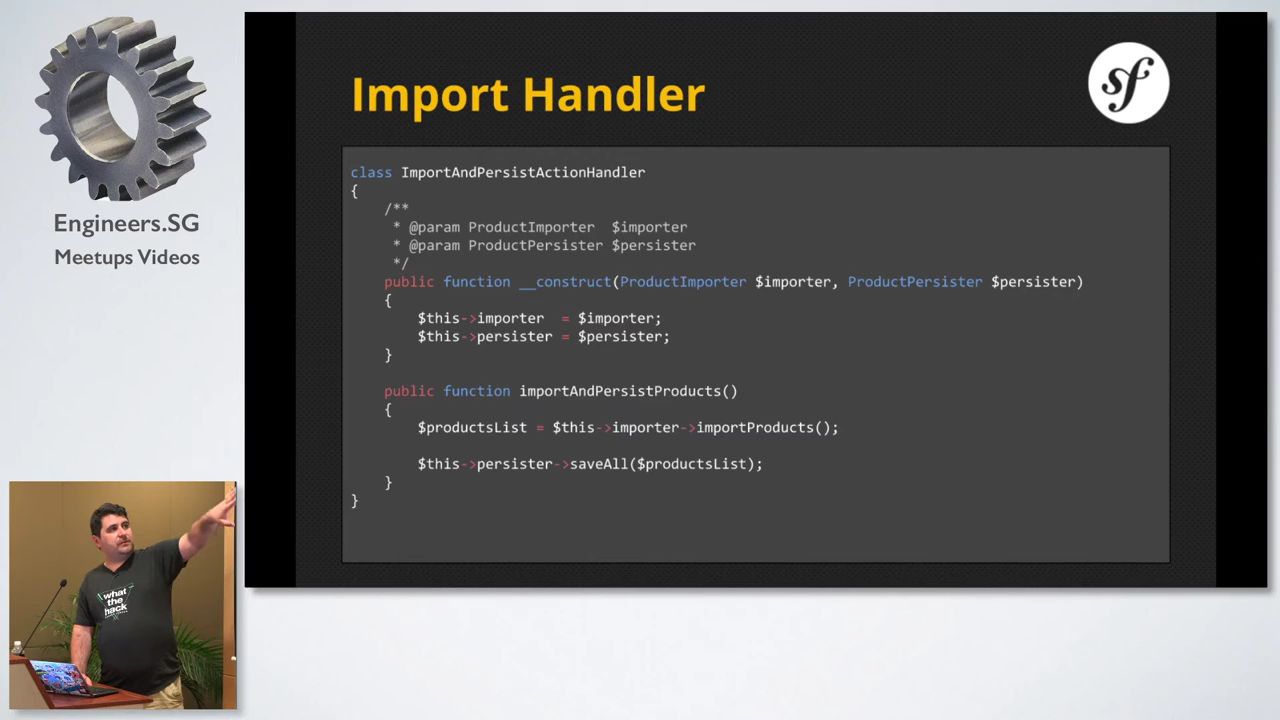 Engineers.SG
Meetups Videos
Import Handler
sf
class ImportAndPersistActionHandler
{
/**
* @param ProductImporter  $importer
* @param ProductPersister $persister
*/
public function __construct(ProductImporter $importer, ProductPersister $persister)
{
$this->importer  = $importer;
$this->persister = $persister;
}
public function importAndPersistProducts()
{
$productsList = $this->importer->importProducts();
$this->persister->saveAll($productsList);
}
}
what
the
hack